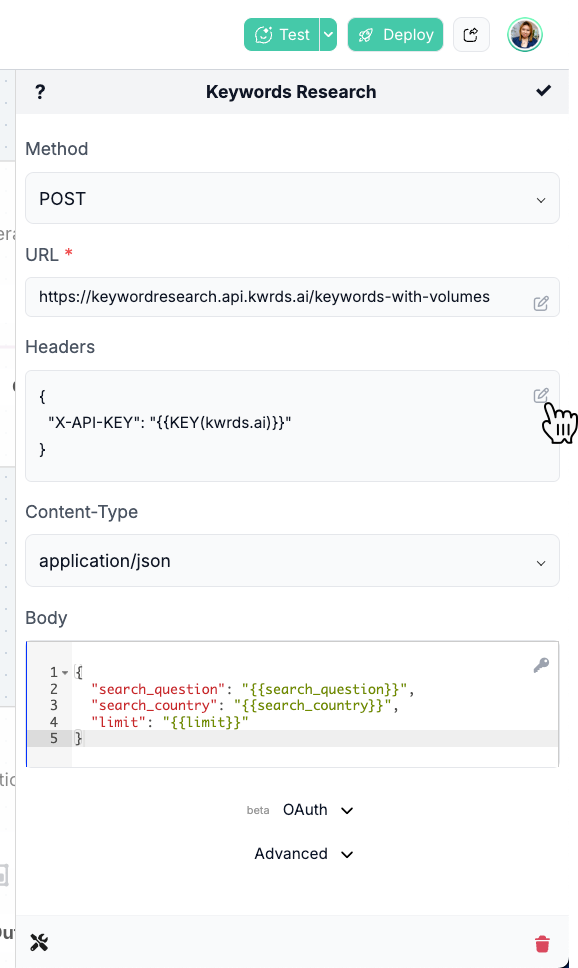 Test
Deploy
? Keywords Research
Method
POST
URL *
https://keywordresearch.api.kwrds.ai/keywords-with-volumes
Headers
{
"X-API-KEY": "{{KEY(kwrds.ai)}}"
}
Content-Type
application/json
Body
1 {
2 "search_question": "{{search_question}}",
3 "search_country": "{{search_country}}",
4 "limit": "{{limit}}"
5 }
beta OAuth
Advanced